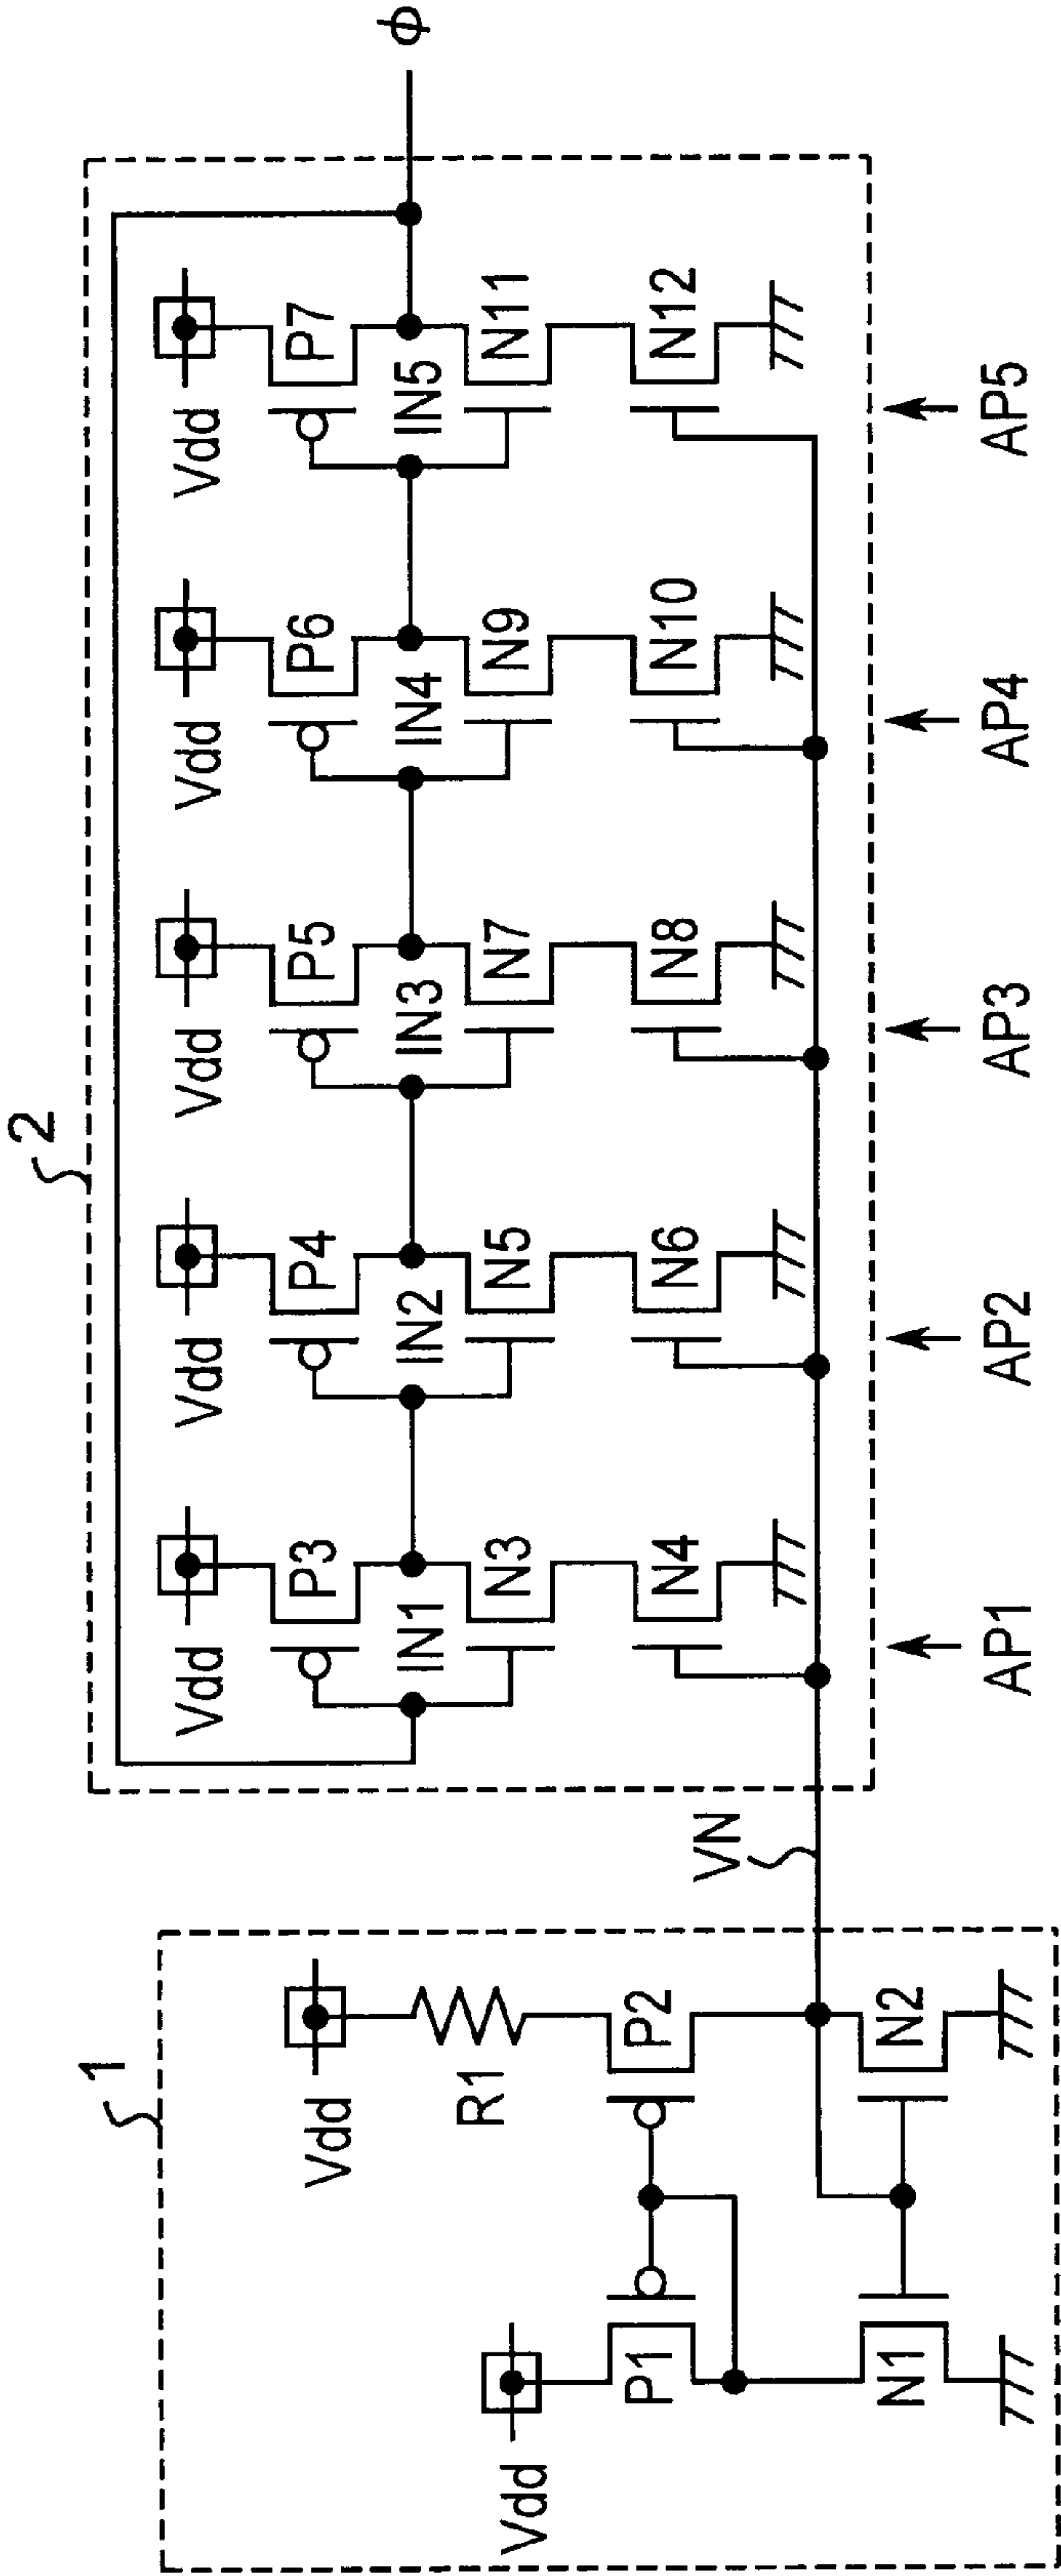 1
Vdd
Vdd
R1
P1
P2
N1
N2
VN
2
Vdd
Vdd
Vdd
Vdd
Vdd
P3
P4
P5
P6
P7
IN1
IN2
IN3
IN4
IN5
ϕ
N3
N5
N7
N9
N11
N4
N6
N8
N10
N12
AP1
AP2
AP3
AP4
AP5